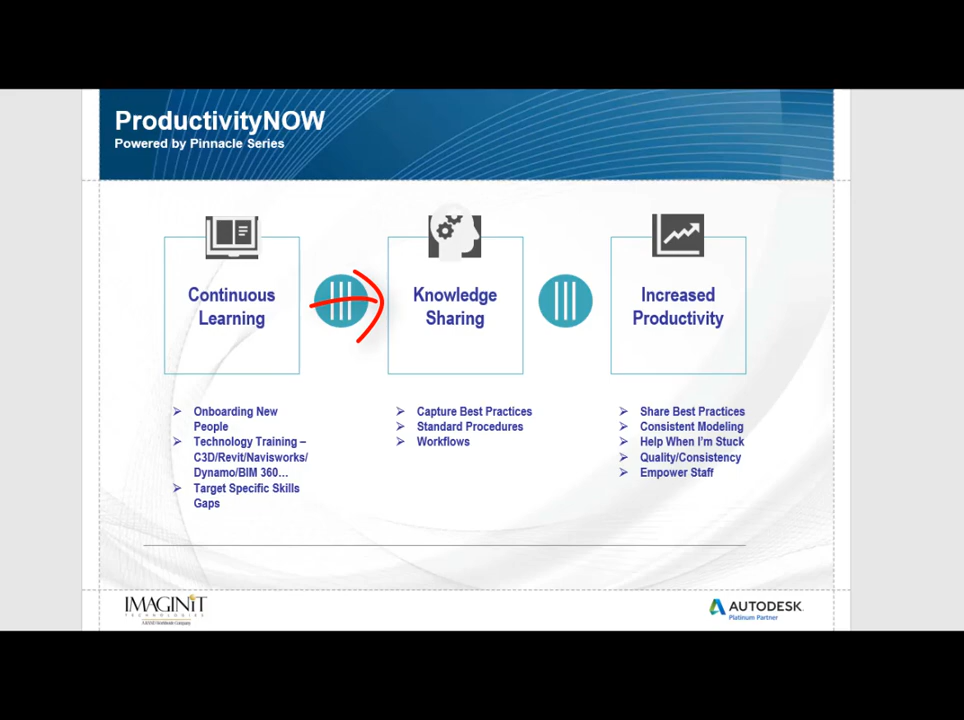 ProductivityNOW
Powered by Pinnacle Series
Continuous
Learning
Knowledge
Sharing
Increased
Productivity
Onboarding New
People
Technology Training –
C3D/Revit/Navisworks/
Dynamo/BIM 360...
Target Specific Skills
Gaps
Capture Best Practices
Standard Procedures
Workflows
Share Best Practices
Consistent Modeling
Help When I'm Stuck
Quality/Consistency
Empower Staff
IMAGINiT
TECHNOLOGIES
AUTODESK.
Platinum Partner